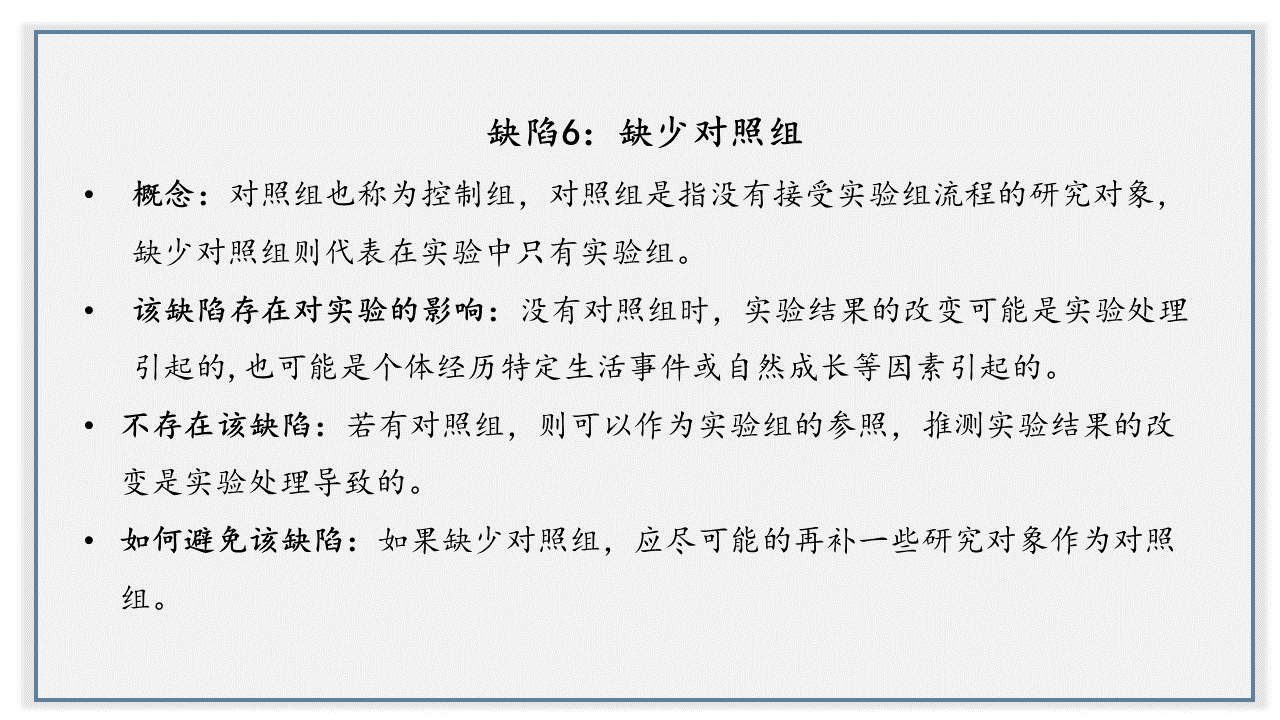 缺陷6：缺少对照组
• 概念：对照组也称为控制组，对照组是指没有接受实验组流程的研究对象，
缺少对照组则代表在实验中只有实验组。
• 该缺陷存在对实验的影响：没有对照组时，实验结果的改变可能是实验处理
引起的,也可能是个体经历特定生活事件或自然成长等因素引起的。
• 不存在该缺陷：若有对照组，则可以作为实验组的参照，推测实验结果的改
变是实验处理导致的。
• 如何避免该缺陷：如果缺少对照组，应尽可能的再补一些研究对象作为对照
组。